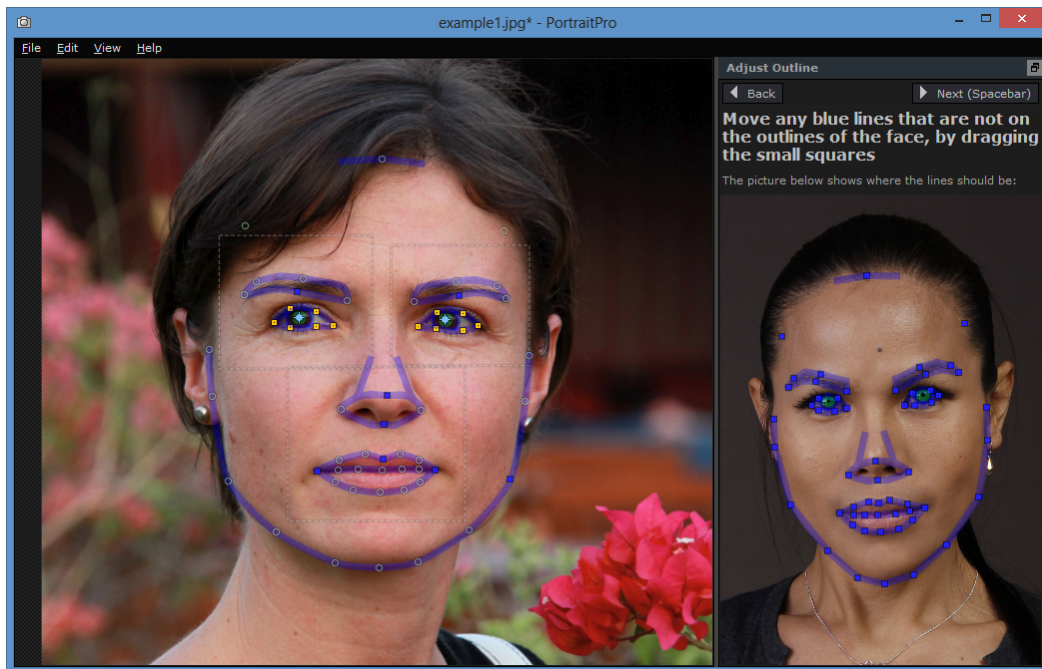 example1.jpg* - PortraitPro
File Edit View Help
Adjust Outline
Back
Next (Spacebar)
Move any blue lines that are not on
the outlines of the face, by dragging
the small squares
The picture below shows where the lines should be: